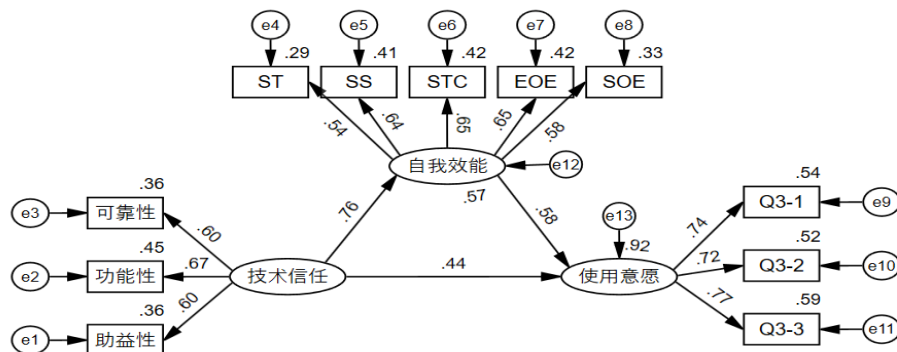 e4 e5 e6 e7 e8
.29 .41 .42 .42 .33
ST SS STC EOE SOE
.54 .64 .65 .65 .58
自我效能 e12
.57
.76 .58
.36
e3 可靠性 .60
.45
e2 功能性 .67
.36
e1 助益性 .60
技术信任 .44 使用意愿
e13
.92
.54
.74 Q3-1 e9
.52
.72 Q3-2 e10
.59
.77 Q3-3 e11